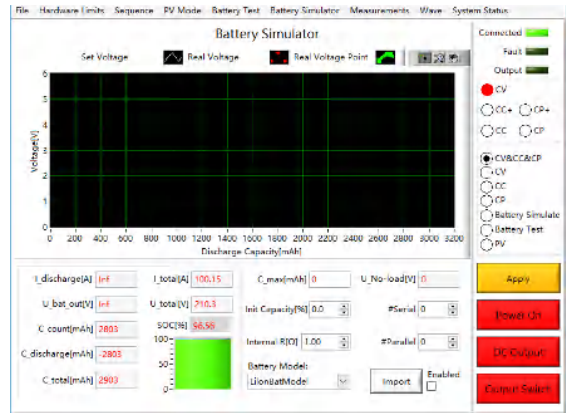 File Hardware Limits Sequence PV Mode Battery Test Battery Simulator Measurements Wave System Status
Battery Simulator
Set Voltage Real Voltage Real Voltage Point
6
5
4
3
2
1
0
Voltage[V]
0 200 400 600 800 1000 1200 1400 1600 1800 2000 2200 2400 2600 2800 3000 3200
Discharge Capacity[mAh]
I_discharge[A] Inf
U_bat_out[V] Inf
C_count[mAh] 2803
C_discharge[mAh] -2803
C_total[mAh] 2903
I_total[A] 100.15
U_total[V] 210.3
SOC[%] 96.56
100
50
0
C_max[mAh] 0
Init Capacity[%] 0.0
Internal R[Ω] 1.00
Battery Model:
LiIonBatModel
U_No-load[V] 0
#Serial 0
#Parallel 0
Import
Enabled
Connected
Fault
Output
CV
CC+ CP+
CC CP
CV&CC&CP
CV
CC
CP
Battery Simulate
Battery Test
PV
Apply
Power On
DC Output
Output Switch